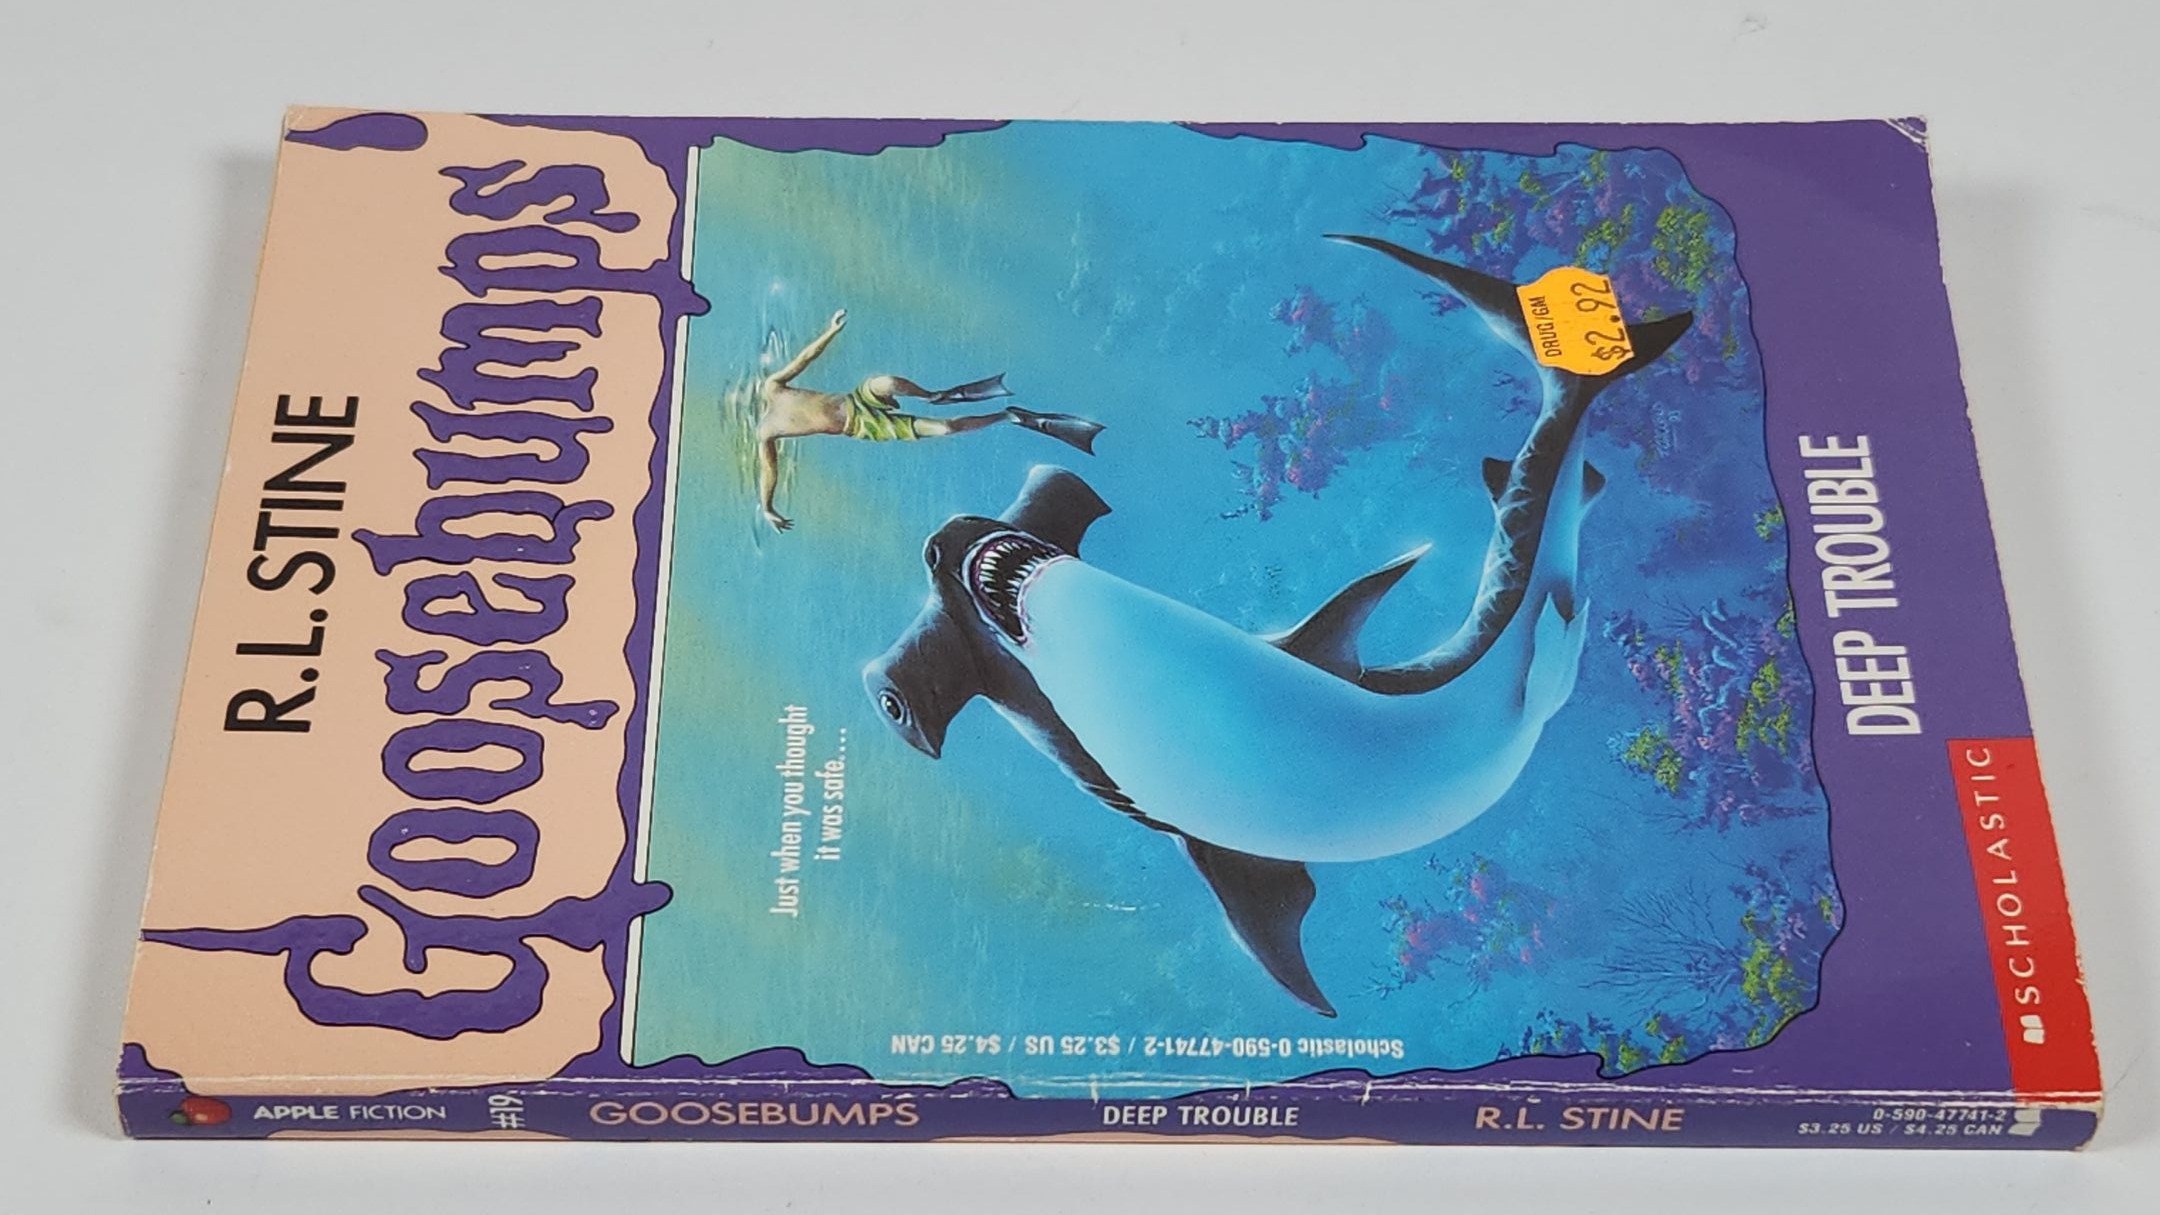 R.L. STINE
Goosebumps
Just when you thought
it was safe....
DRUG/GM
$2.92
DEEP TROUBLE
SCHOLASTIC
Scholastic 0-590-47741-2 / $3.25 US / $4.25 CAN
APPLE FICTION
#19
GOOSEBUMPS
DEEP TROUBLE
R.L. STINE
0-590-47741-2
$3.25 US / $4.25 CAN